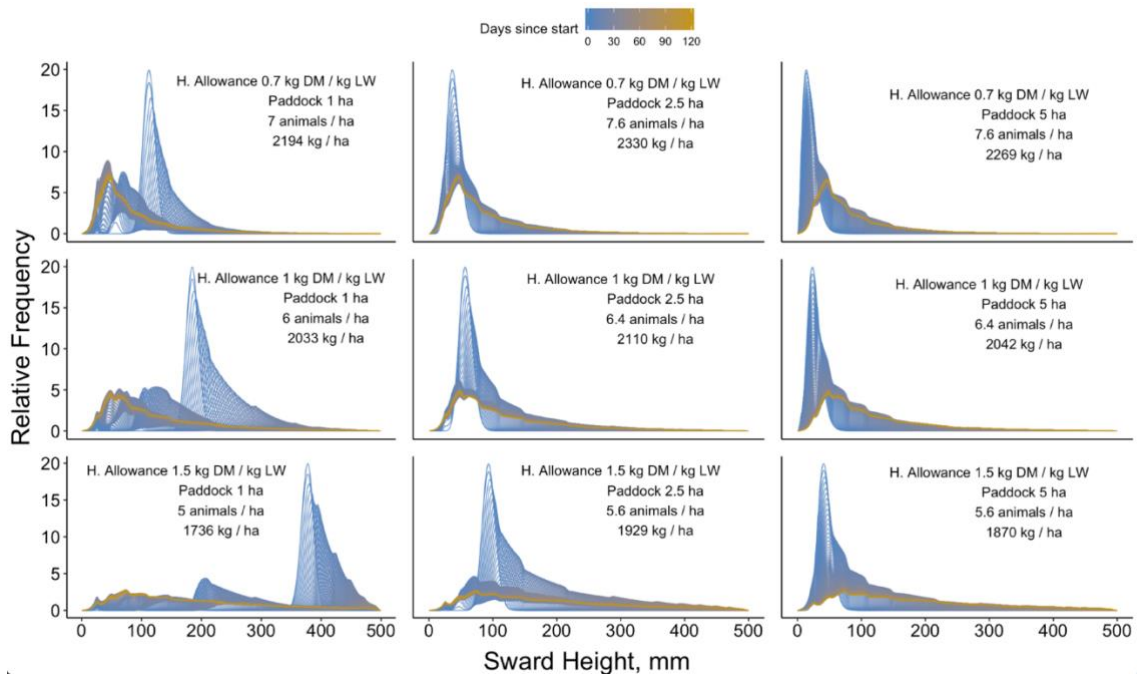 Days since start
0 30 60 90 120
Relative Frequency
20
15
10
5
0
H. Allowance 0.7 kg DM / kg LW
Paddock 1 ha
7 animals / ha
2194 kg / ha
H. Allowance 0.7 kg DM / kg LW
Paddock 2.5 ha
7.6 animals / ha
2330 kg / ha
H. Allowance 0.7 kg DM / kg LW
Paddock 5 ha
7.6 animals / ha
2269 kg / ha
20
15
10
5
0
H. Allowance 1 kg DM / kg LW
Paddock 1 ha
6 animals / ha
2033 kg / ha
H. Allowance 1 kg DM / kg LW
Paddock 2.5 ha
6.4 animals / ha
2110 kg / ha
H. Allowance 1 kg DM / kg LW
Paddock 5 ha
6.4 animals / ha
2042 kg / ha
20
15
10
5
0
H. Allowance 1.5 kg DM / kg LW
Paddock 1 ha
5 animals / ha
1736 kg / ha
H. Allowance 1.5 kg DM / kg LW
Paddock 2.5 ha
5.6 animals / ha
1929 kg / ha
H. Allowance 1.5 kg DM / kg LW
Paddock 5 ha
5.6 animals / ha
1870 kg / ha
0 100 200 300 400 500
0 100 200 300 400 500
0 100 200 300 400 500
Sward Height, mm